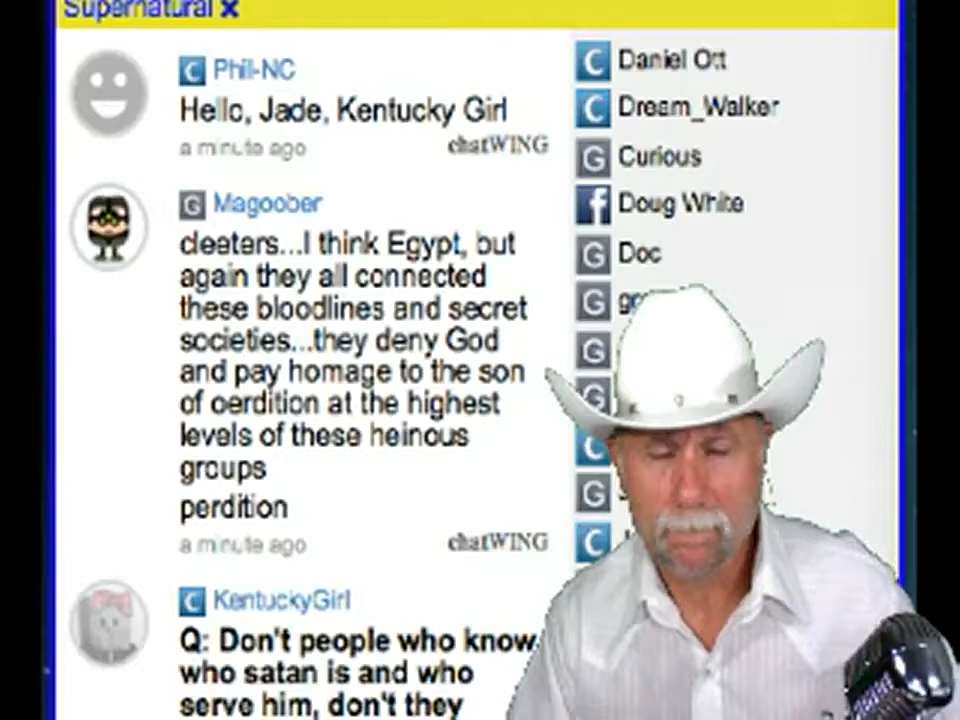 Supernatural x
C Phil-NC
Hello, Jade, Kentucky Girl
a minute ago chatWING
G Magoober
cleeters...I think Egypt, but
again they all connected
these bloodlines and secret
societies...they deny God
and pay homage to the son
of oerdition at the highest
levels of these heinous
groups
perdition
a minute ago chatWING
C KentuckyGirl
Q: Don't people who know
who satan is and who
serve him, don't they
C Daniel Ott
C Dream_Walker
G Curious
f Doug White
G Doc
G
G
G
C
G
C